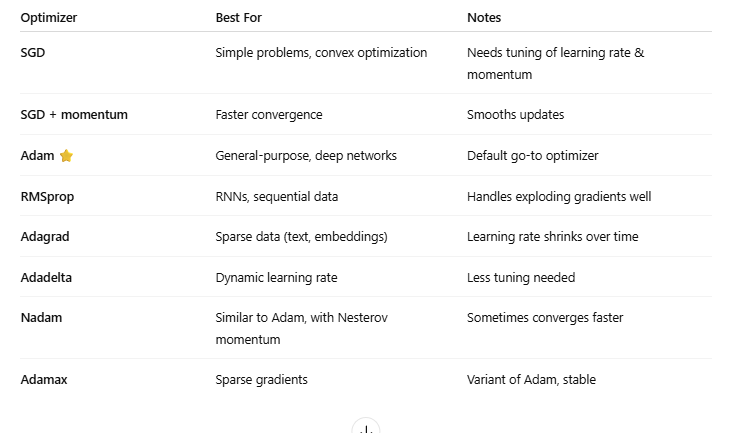 Optimizer Best For Notes
SGD Simple problems, convex optimization Needs tuning of learning rate &
momentum
SGD + momentum Faster convergence Smooths updates
Adam ⭐ General-purpose, deep networks Default go-to optimizer
RMSprop RNNs, sequential data Handles exploding gradients well
Adagrad Sparse data (text, embeddings) Learning rate shrinks over time
Adadelta Dynamic learning rate Less tuning needed
Nadam Similar to Adam, with Nesterov Sometimes converges faster
momentum
Adamax Sparse gradients Variant of Adam, stable